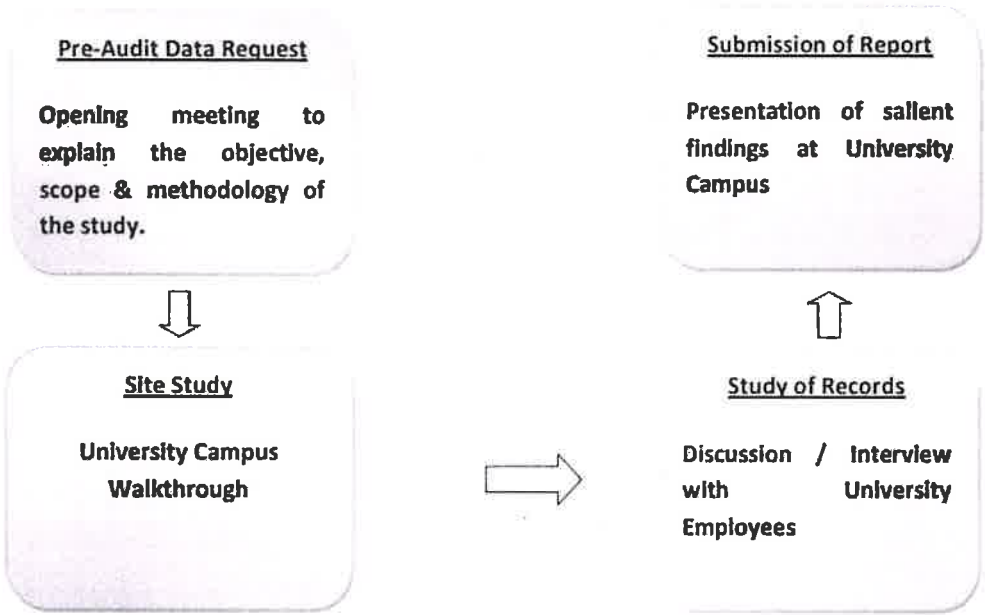 Pre-Audit Data Request
Opening meeting to
explain the objective,
scope & methodology of
the study.
Site Study
University Campus
Walkthrough
Study of Records
Discussion / Interview
with University
Employees
Submission of Report
Presentation of salient
findings at University
Campus